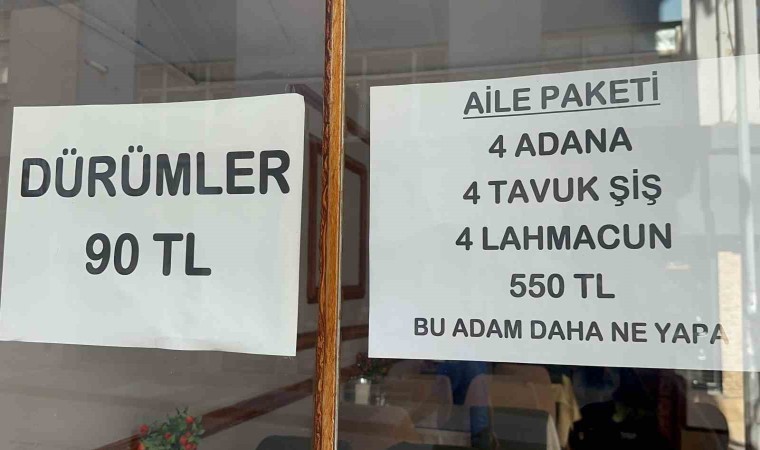 DÜRÜMLER
90 TL
AİLE PAKETİ
4 ADANA
4 TAVUK ŞİŞ
4 LAHMACUN
550 TL
BU ADAM DAHA NE YAPA